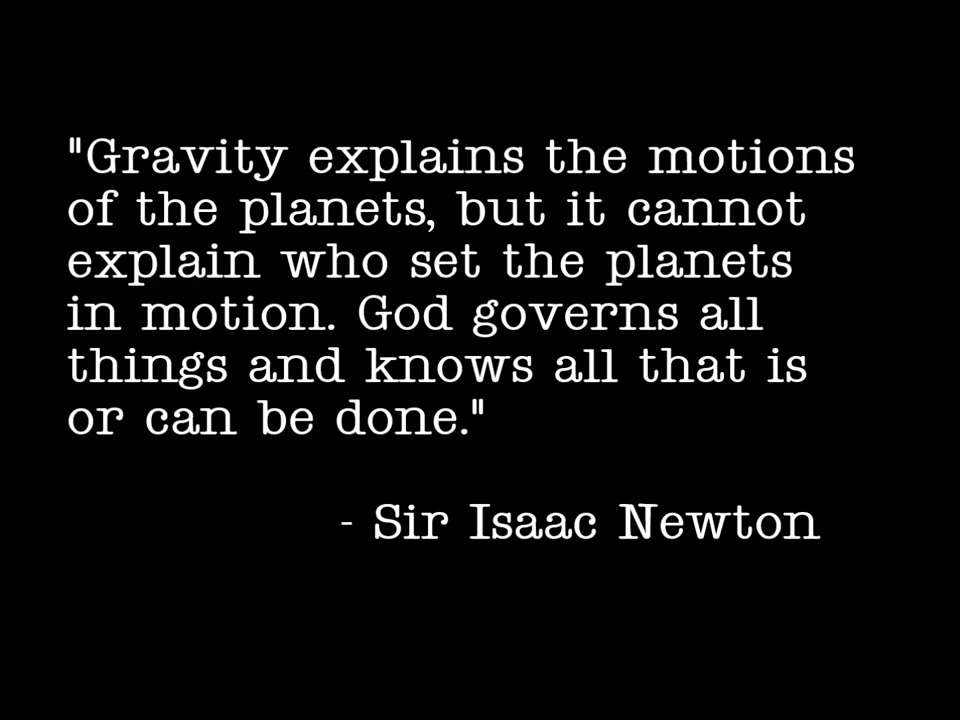 "Gravity explains the motions
of the planets, but it cannot
explain who set the planets
in motion. God governs all
things and knows all that is
or can be done."
- Sir Isaac Newton